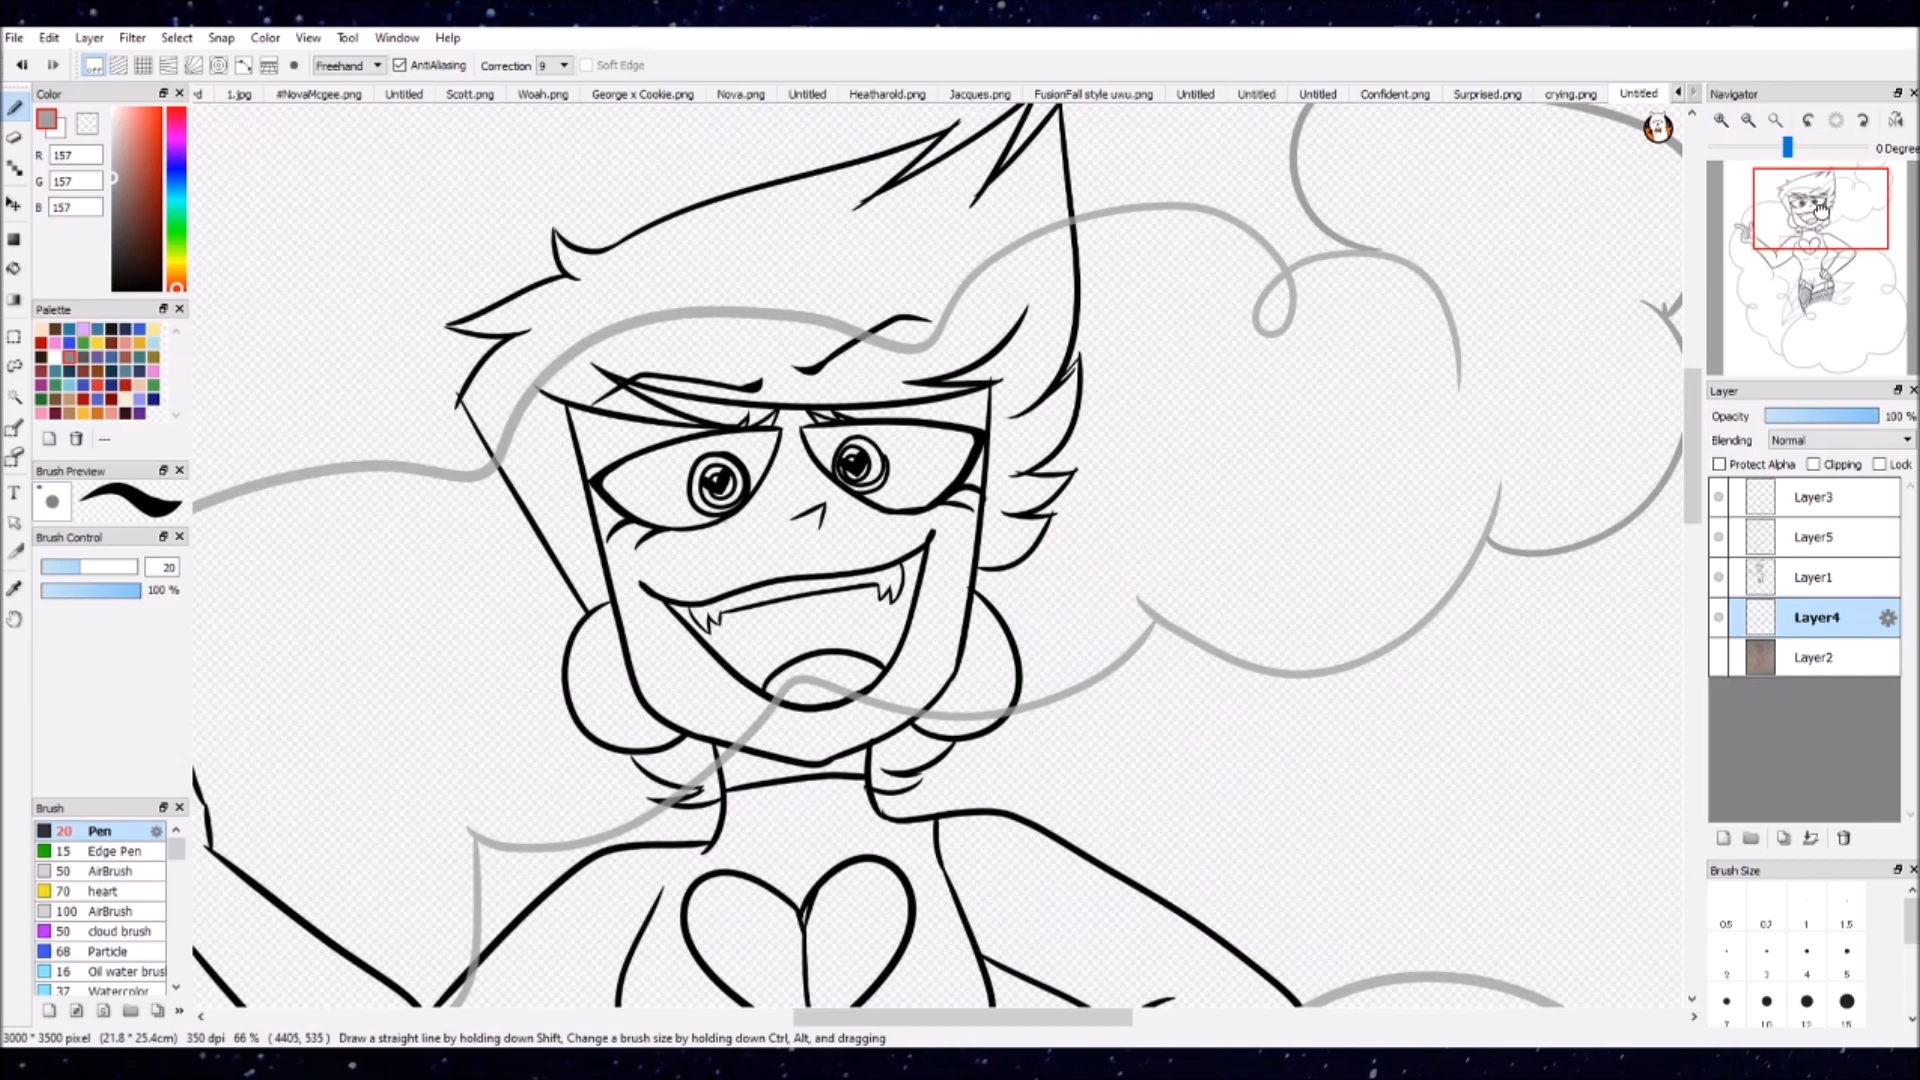 File Edit Layer Filter Select Snap Color View Tool Window Help
off Freehand AntiAliasing Correction 9 Soft Edge
Color
d 1.jpg #NovaMcgee.png Untitled Scott.png Woah.png George x Cookie.png Nova.png Untitled Heatharold.png Jacques.png FusionFall style uwu.png Untitled Untitled Untitled Confident.png Surprised.png crying.png Untitled
R 157
G 157
B 157
Palette
---
Brush Preview
Brush Control
20
100 %
Brush
20 Pen
15 Edge Pen
50 AirBrush
70 heart
100 AirBrush
50 cloud brush
68 Particle
16 Oil water brus
37 Watercolor
Navigator
0 Degree
Layer
Opacity 100 %
Blending Normal
Protect Alpha Clipping Lock
Layer3
Layer5
Layer1
Layer4
Layer2
Brush Size
0.5 0.7 1 1.5
2 3 4 5
7 10 12 15
3000 * 3500 pixel (21.8 * 25.4cm) 350 dpi 66 % ( 4405, 535 ) Draw a straight line by holding down Shift, Change a brush size by holding down Ctrl, Alt, and dragging